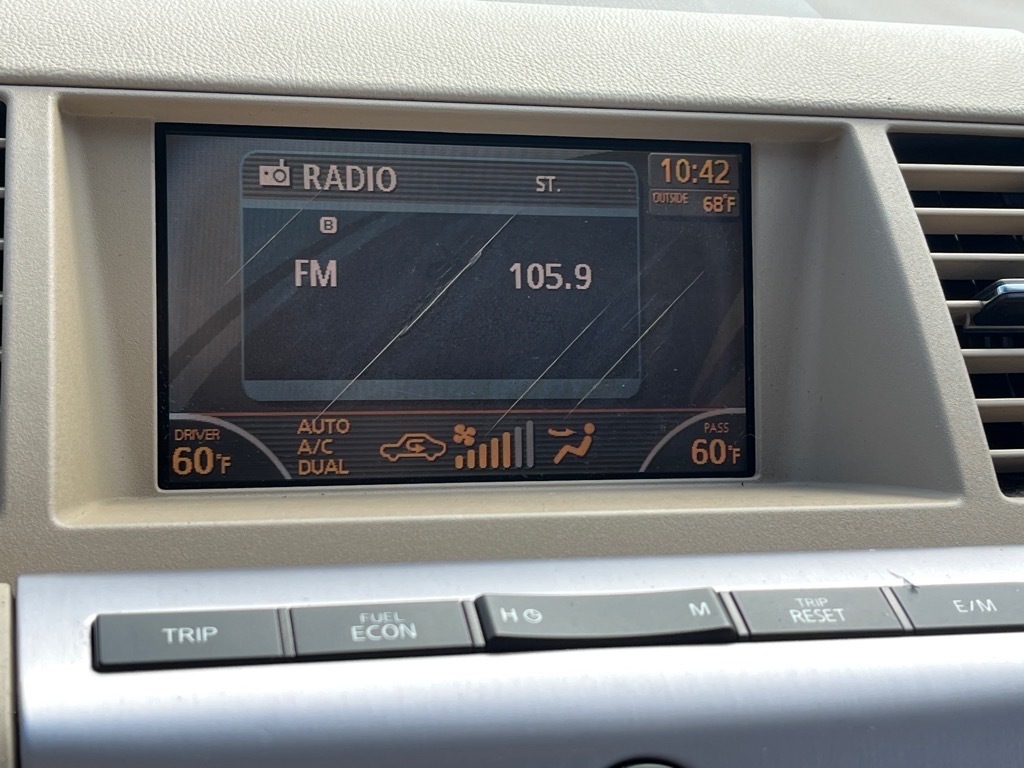 RADIO ST.
10:42
OUTSIDE 68°F
B
FM 105.9
DRIVER
60°F
AUTO
A/C
DUAL
PASS
60°F
TRIP
FUEL
ECON
H M
TRIP
RESET
E/M